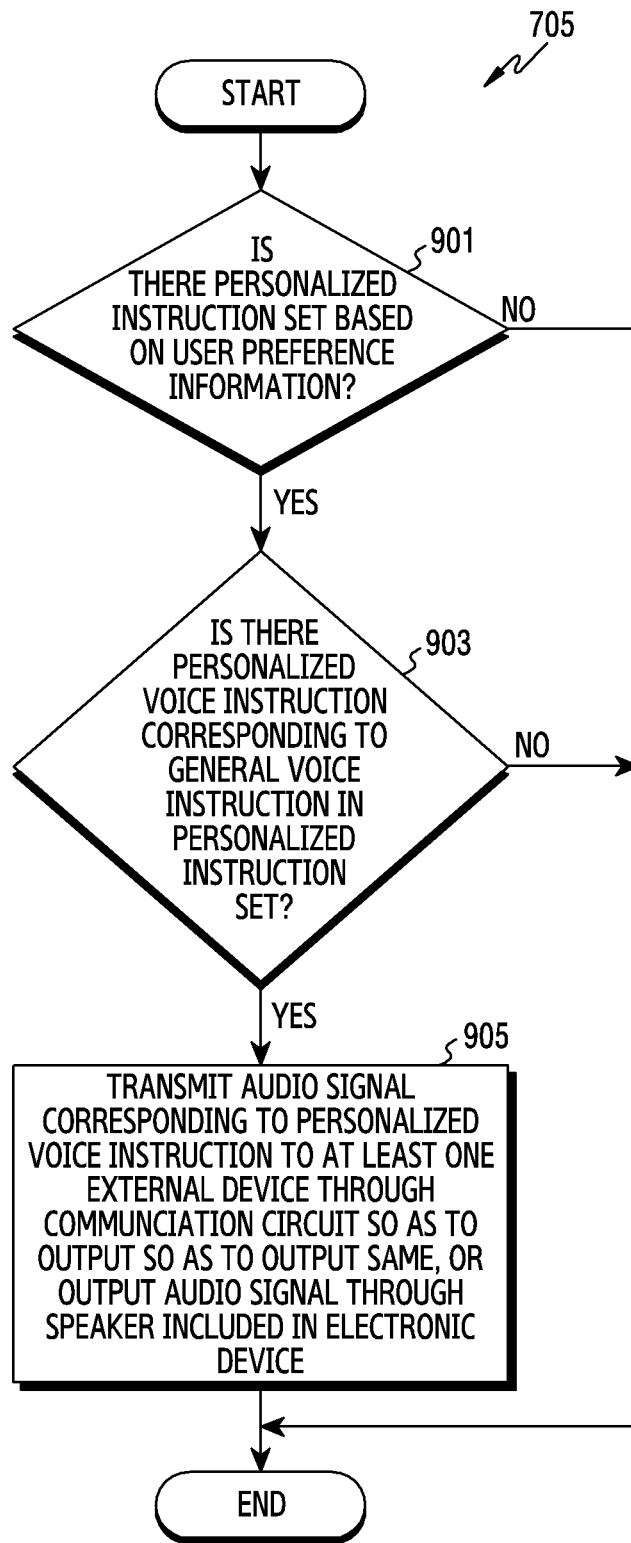 705
START
IS
THERE PERSONALIZED
INSTRUCTION SET BASED
ON USER PREFERENCE
INFORMATION?
901
NO
YES
IS THERE
PERSONALIZED
VOICE INSTRUCTION
CORRESPONDING TO
GENERAL VOICE
INSTRUCTION IN
PERSONALIZED
INSTRUCTION
SET?
903
NO
YES
905
TRANSMIT AUDIO SIGNAL
CORRESPONDING TO PERSONALIZED
VOICE INSTRUCTION TO AT LEAST ONE
EXTERNAL DEVICE THROUGH
COMMUNCIATION CIRCUIT SO AS TO
OUTPUT SO AS TO OUTPUT SAME, OR
OUTPUT AUDIO SIGNAL THROUGH
SPEAKER INCLUDED IN ELECTRONIC
DEVICE
END